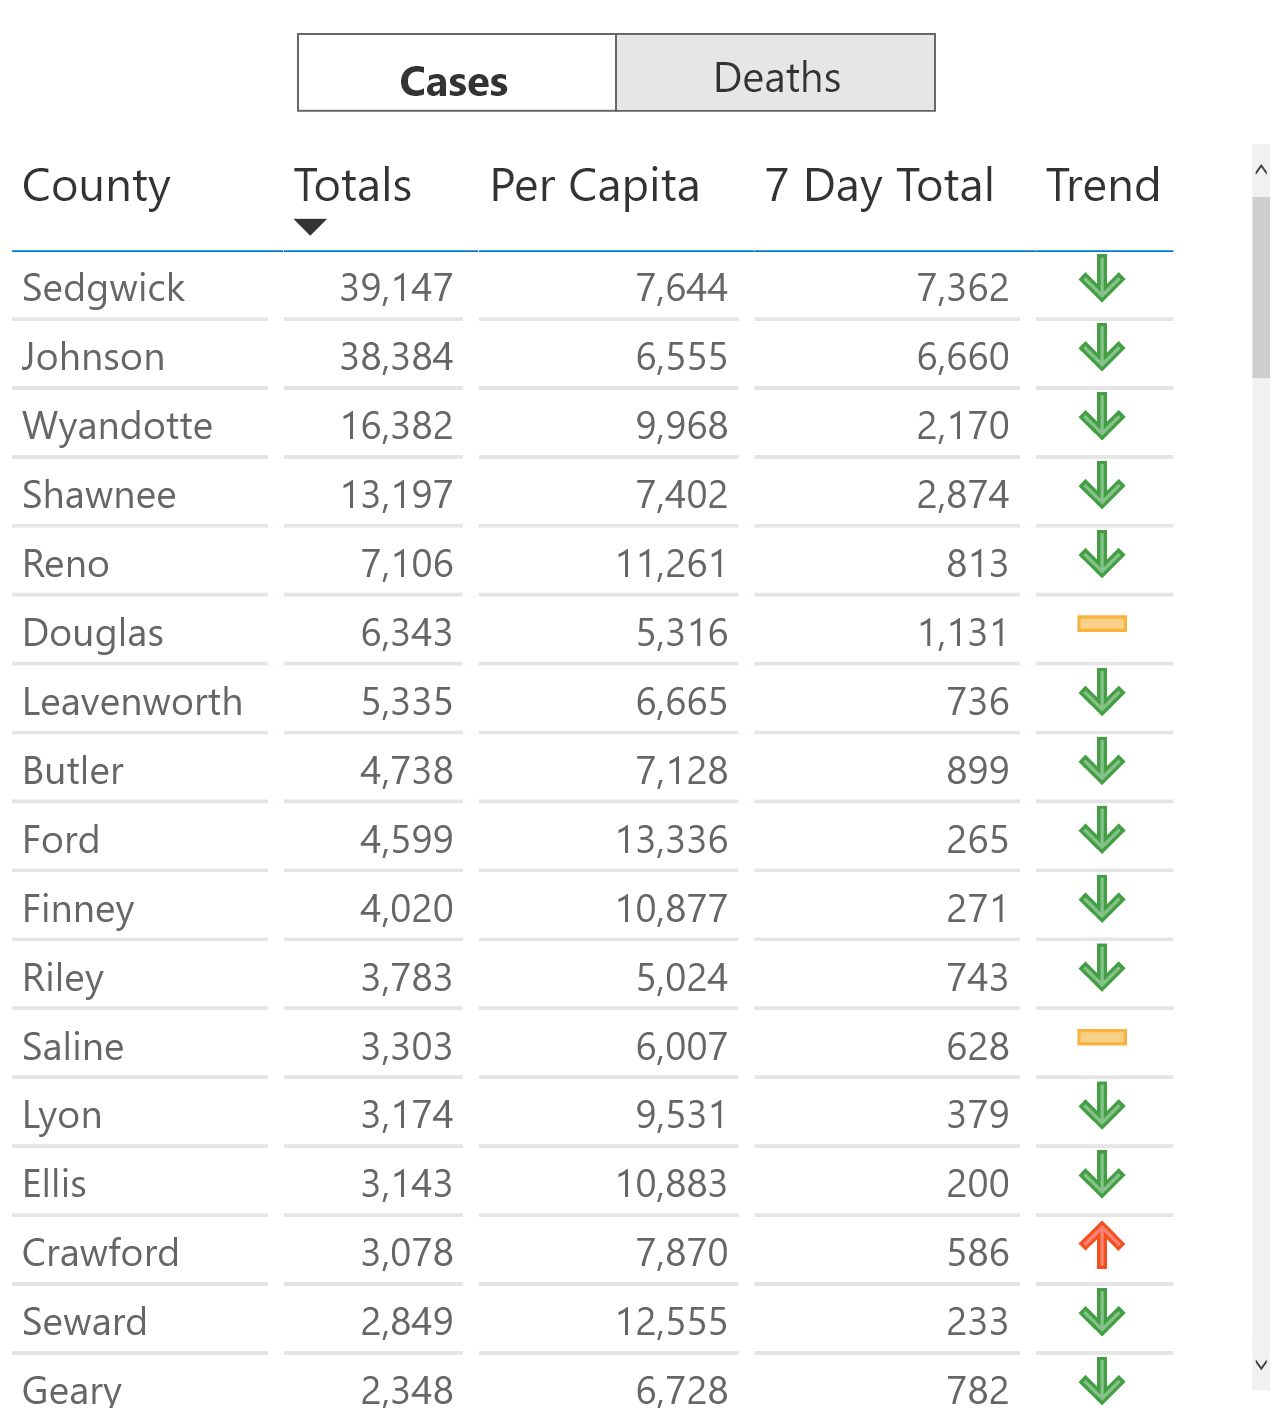 Cases Deaths
County Totals Per Capita 7 Day Total Trend
Sedgwick 39,147 7,644 7,362
Johnson 38,384 6,555 6,660
Wyandotte 16,382 9,968 2,170
Shawnee 13,197 7,402 2,874
Reno 7,106 11,261 813
Douglas 6,343 5,316 1,131
Leavenworth 5,335 6,665 736
Butler 4,738 7,128 899
Ford 4,599 13,336 265
Finney 4,020 10,877 271
Riley 3,783 5,024 743
Saline 3,303 6,007 628
Lyon 3,174 9,531 379
Ellis 3,143 10,883 200
Crawford 3,078 7,870 586
Seward 2,849 12,555 233
Geary 2,348 6,728 782